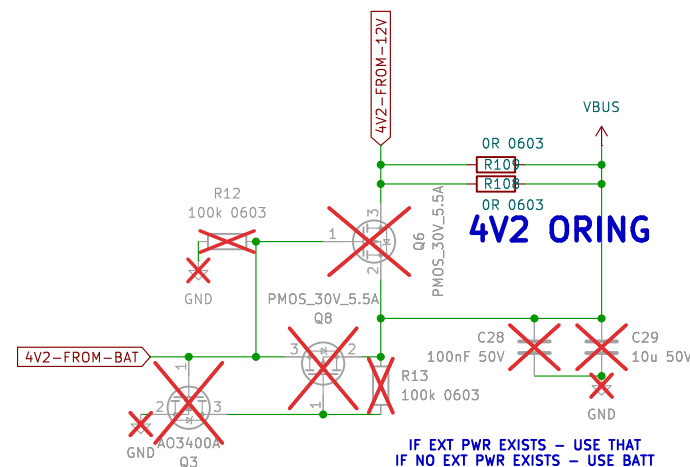 4V2-FROM-12V
VBUS
0R 0603
R109
R108
0R 0603
4V2 ORING
R12
100k 0603
GND
1
3
2
Q6
PMOS_30V_5.5A
PMOS_30V_5.5A
Q8
3
2
1
4V2-FROM-BAT
1
2
3
GND
AO3400A
Q3
R13
100k 0603
C28
100nF 50V
C29
10u 50V
GND
IF EXT PWR EXISTS – USE THAT
IF NO EXT PWR EXISTS – USE BATT